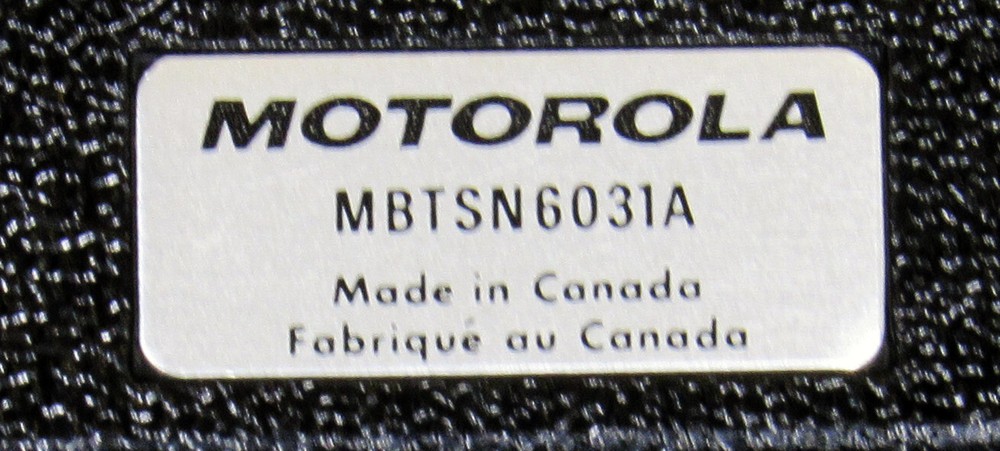 MOTOROLA
MBTSN6031A
Made in Canada
Fabriqué au Canada